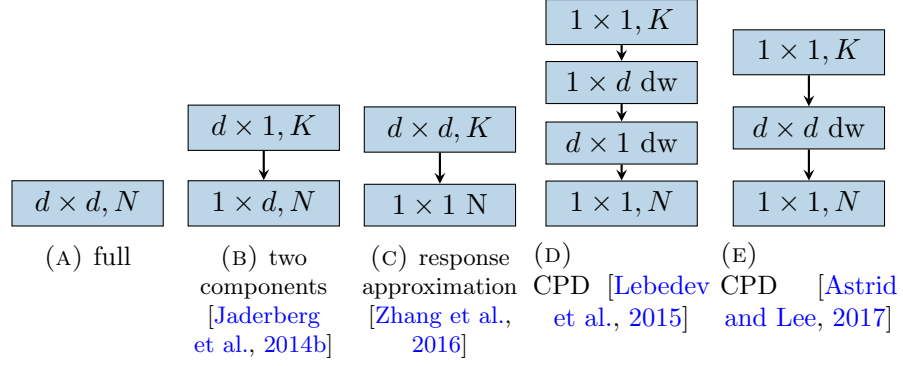 d × d, N
(A) full
d × 1, K
1 × d, N
(B) two
components
[Jaderberg
et al., 2014b]
d × d, K
1 × 1 N
(C) response
approximation
[Zhang et al.,
2016]
1 × 1, K
1 × d dw
d × 1 dw
1 × 1, N
(D)
CPD [Lebedev
et al., 2015]
1 × 1, K
d × d dw
1 × 1, N
(E)
CPD [Astrid
and Lee, 2017]